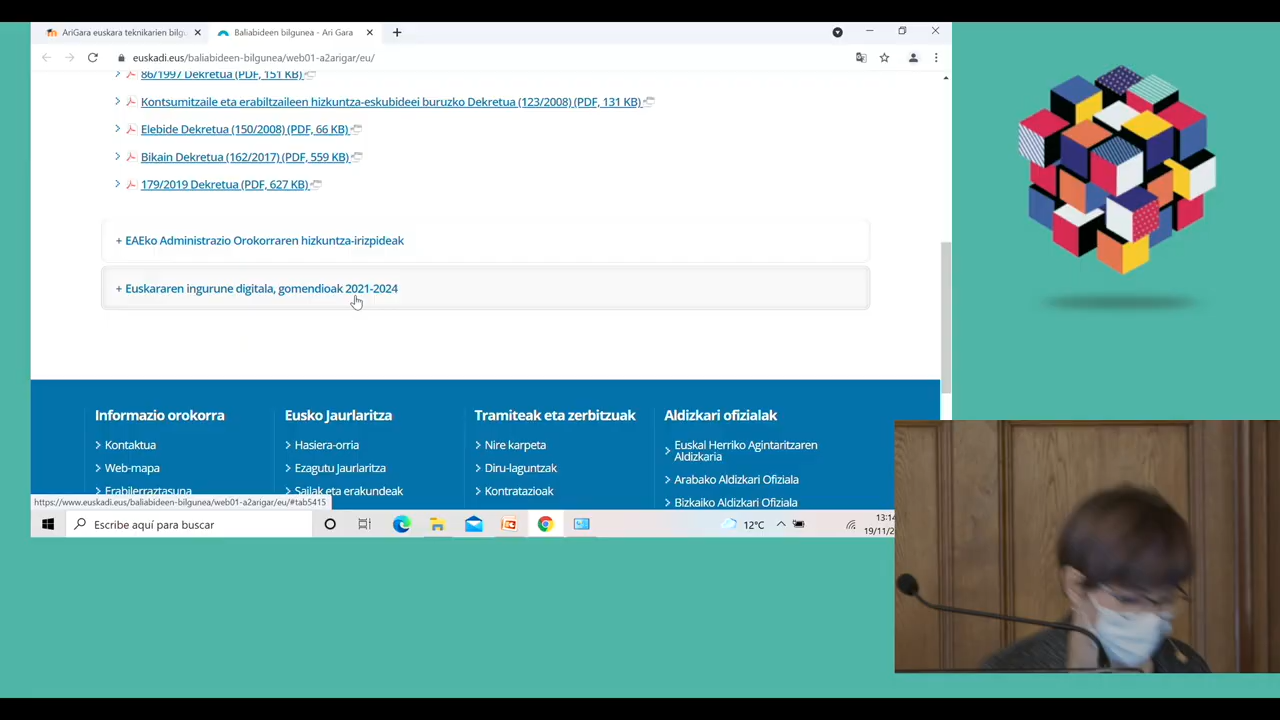 AriGara euskara teknikarien bilgu
Baliabideen bilgunea - Ari Gara
euskadi.eus/baliabideen-bilgunea/web01-a2arigar/eu/
86/1997 Dekretua (PDF, 151 KB)
Kontsumitzaile eta erabiltzaileen hizkuntza-eskubideei buruzko Dekretua (123/2008) (PDF, 131 KB)
Elebide Dekretua (150/2008) (PDF, 66 KB)
Bikain Dekretua (162/2017) (PDF, 559 KB)
179/2019 Dekretua (PDF, 627 KB)
+ EAEko Administrazio Orokorraren hizkuntza-irizpideak
+ Euskararen ingurune digitala, gomendioak 2021-2024
Informazio orokorra
Kontaktua
Web-mapa
Erabilerraztasuna
Eusko Jaurlaritza
Hasiera-orria
Ezagutu Jaurlaritza
Sailak eta erakundeak
Tramiteak eta zerbitzuak
Nire karpeta
Diru-laguntzak
Kontratazioak
Aldizkari ofizialak
Euskal Herriko Agintaritzaren
Aldizkaria
Arabako Aldizkari Ofiziala
Bizkaiko Aldizkari Ofiziala
https://www.euskadi.eus/baliabideen-bilgunea/web01-a2arigar/eu/#tab5415
Escribe aquí para buscar
12°C
13:14
19/11/2